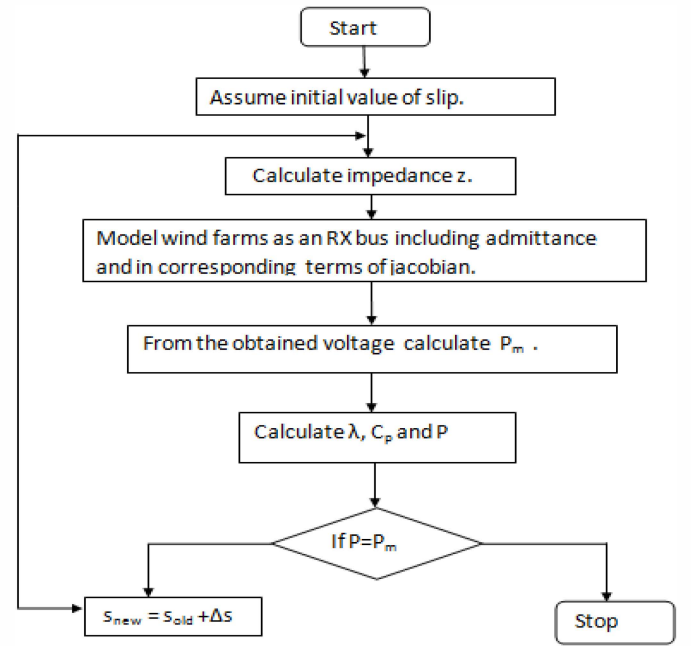 Start
Assume initial value of slip.
Calculate impedance z.
Model wind farms as an RX bus including admittance
and in corresponding terms of jacobian.
From the obtained voltage calculate Pₘ .
Calculate λ, Cₚ and P
If P=Pₘ
sₙₑw = sₒₗd +Δs
Stop